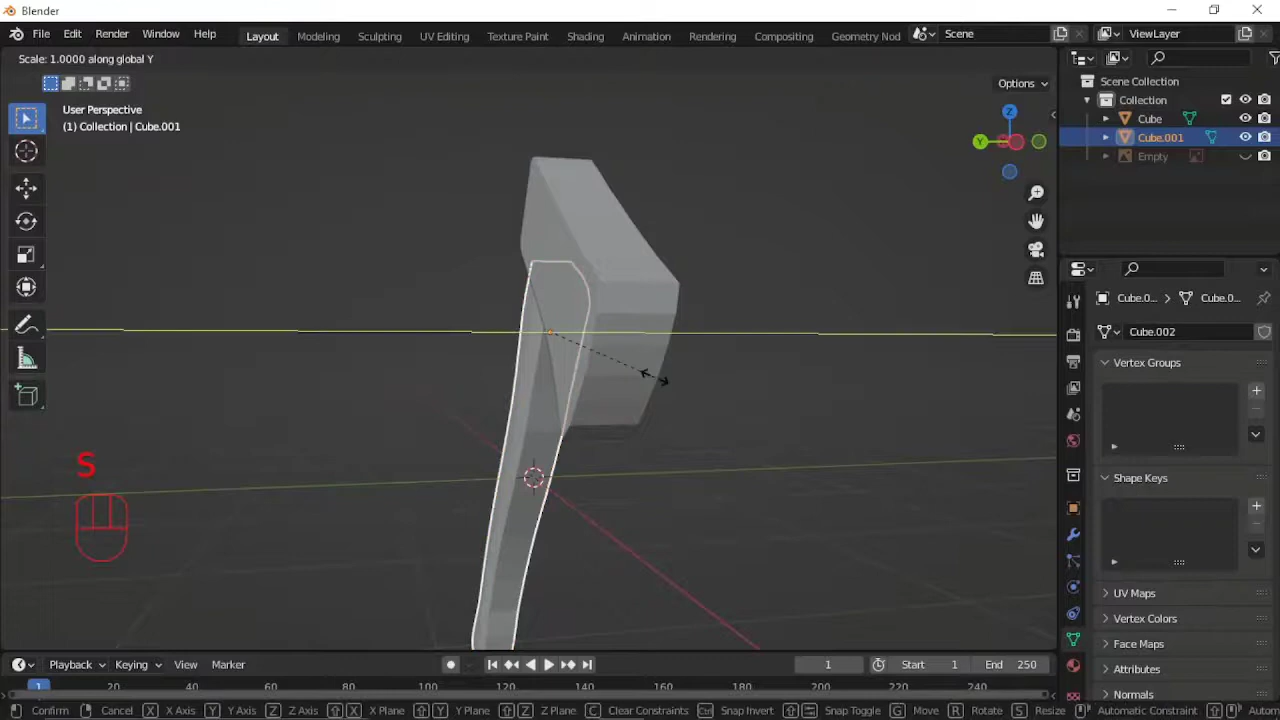 Blender
File Edit Render Window Help Layout Modeling Sculpting UV Editing Texture Paint Shading Animation Rendering Compositing Geometry Nod Scene ViewLayer
Scale: 1.0000 along global Y
Options
User Perspective
(1) Collection | Cube.001
Z
Y
Scene Collection
Collection
Cube
Cube.001
Empty
Cube.0... Cube.0...
Cube.002
Vertex Groups
Shape Keys
UV Maps
Vertex Colors
Face Maps
Attributes
Normals
S
Playback Keying View Marker 1 Start 1 End 250
1 20 40 60 80 100 120 140 160 180 200 220 240
Confirm Cancel X X Axis Y Y Axis Z Z Axis X X Plane Y Y Plane Z Z Plane C Clear Constraints Ctrl Snap Invert Snap Toggle G Move R Rotate S Resize Automatic Constraint Autom